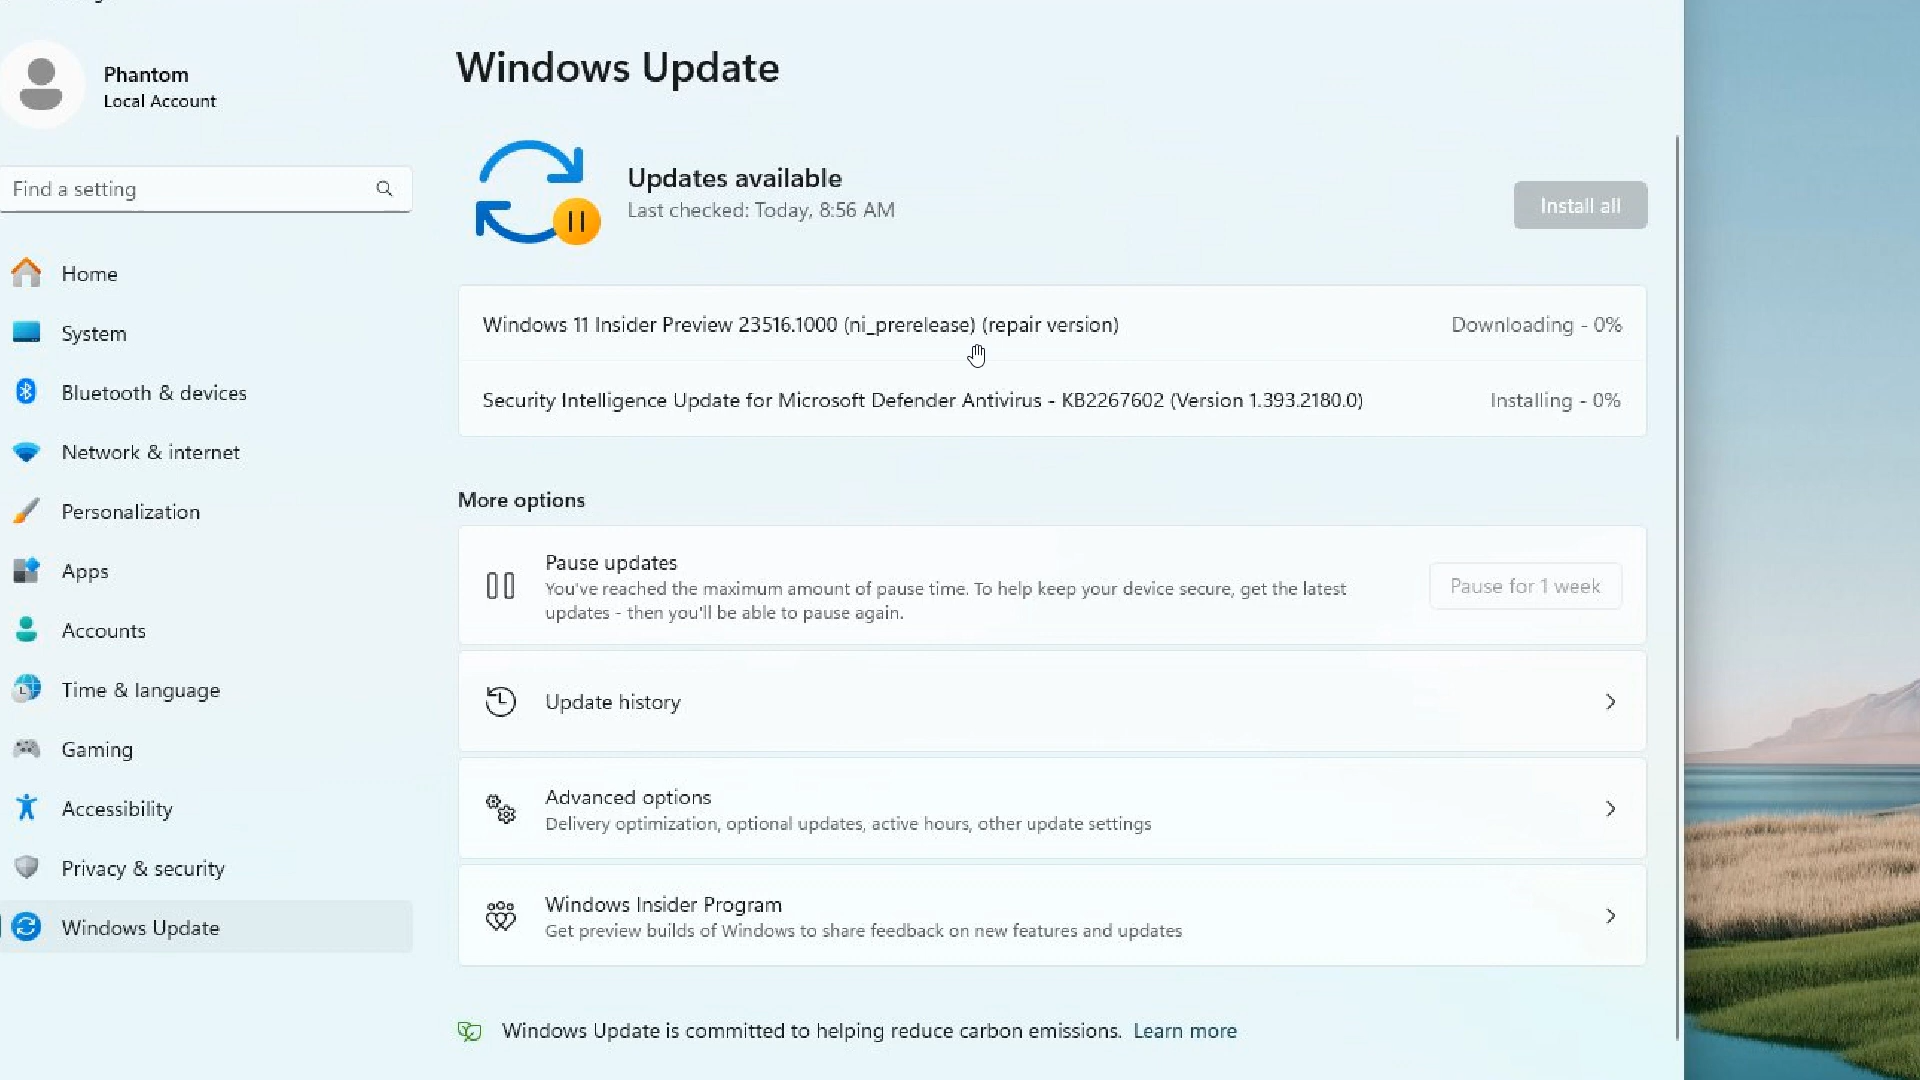 Phantom
Local Account
Find a setting
Home
System
Bluetooth & devices
Network & internet
Personalization
Apps
Accounts
Time & language
Gaming
Accessibility
Privacy & security
Windows Update
Windows Update
Updates available
Last checked: Today, 8:56 AM
Install all
Windows 11 Insider Preview 23516.1000 (ni_prerelease) (repair version)
Downloading - 0%
Security Intelligence Update for Microsoft Defender Antivirus - KB2267602 (Version 1.393.2180.0)
Installing - 0%
More options
Pause updates
You've reached the maximum amount of pause time. To help keep your device secure, get the latest
updates - then you'll be able to pause again.
Pause for 1 week
Update history
Advanced options
Delivery optimization, optional updates, active hours, other update settings
Windows Insider Program
Get preview builds of Windows to share feedback on new features and updates
Windows Update is committed to helping reduce carbon emissions. Learn more